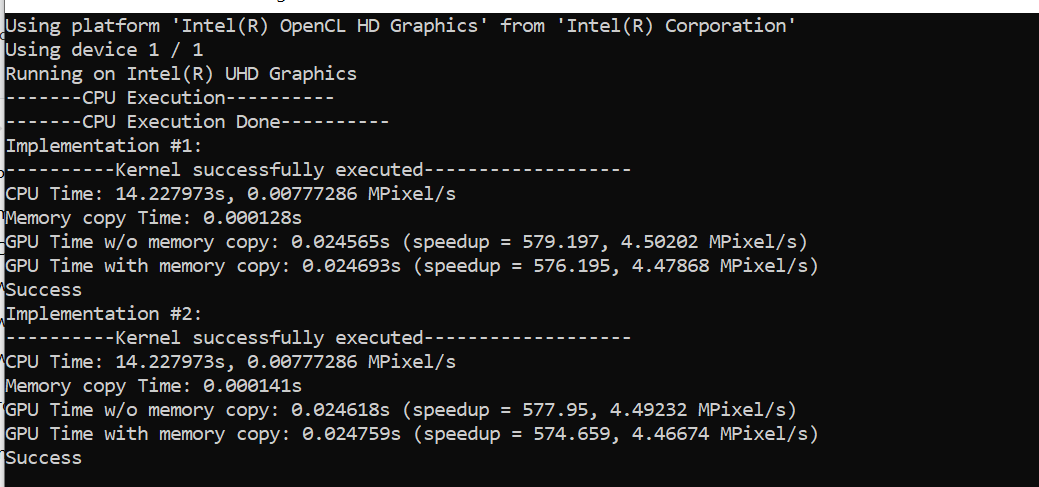 Using platform 'Intel(R) OpenCL HD Graphics' from 'Intel(R) Corporation'
Using device 1 / 1
Running on Intel(R) UHD Graphics
-------CPU Execution----------
-------CPU Execution Done----------
Implementation #1:
----------Kernel successfully executed-------------------
CPU Time: 14.227973s, 0.00777286 MPixel/s
Memory copy Time: 0.000128s
GPU Time w/o memory copy: 0.024565s (speedup = 579.197, 4.50202 MPixel/s)
GPU Time with memory copy: 0.024693s (speedup = 576.195, 4.47868 MPixel/s)
Success
Implementation #2:
----------Kernel successfully executed-------------------
CPU Time: 14.227973s, 0.00777286 MPixel/s
Memory copy Time: 0.000141s
GPU Time w/o memory copy: 0.024618s (speedup = 577.95, 4.49232 MPixel/s)
GPU Time with memory copy: 0.024759s (speedup = 574.659, 4.46674 MPixel/s)
Success